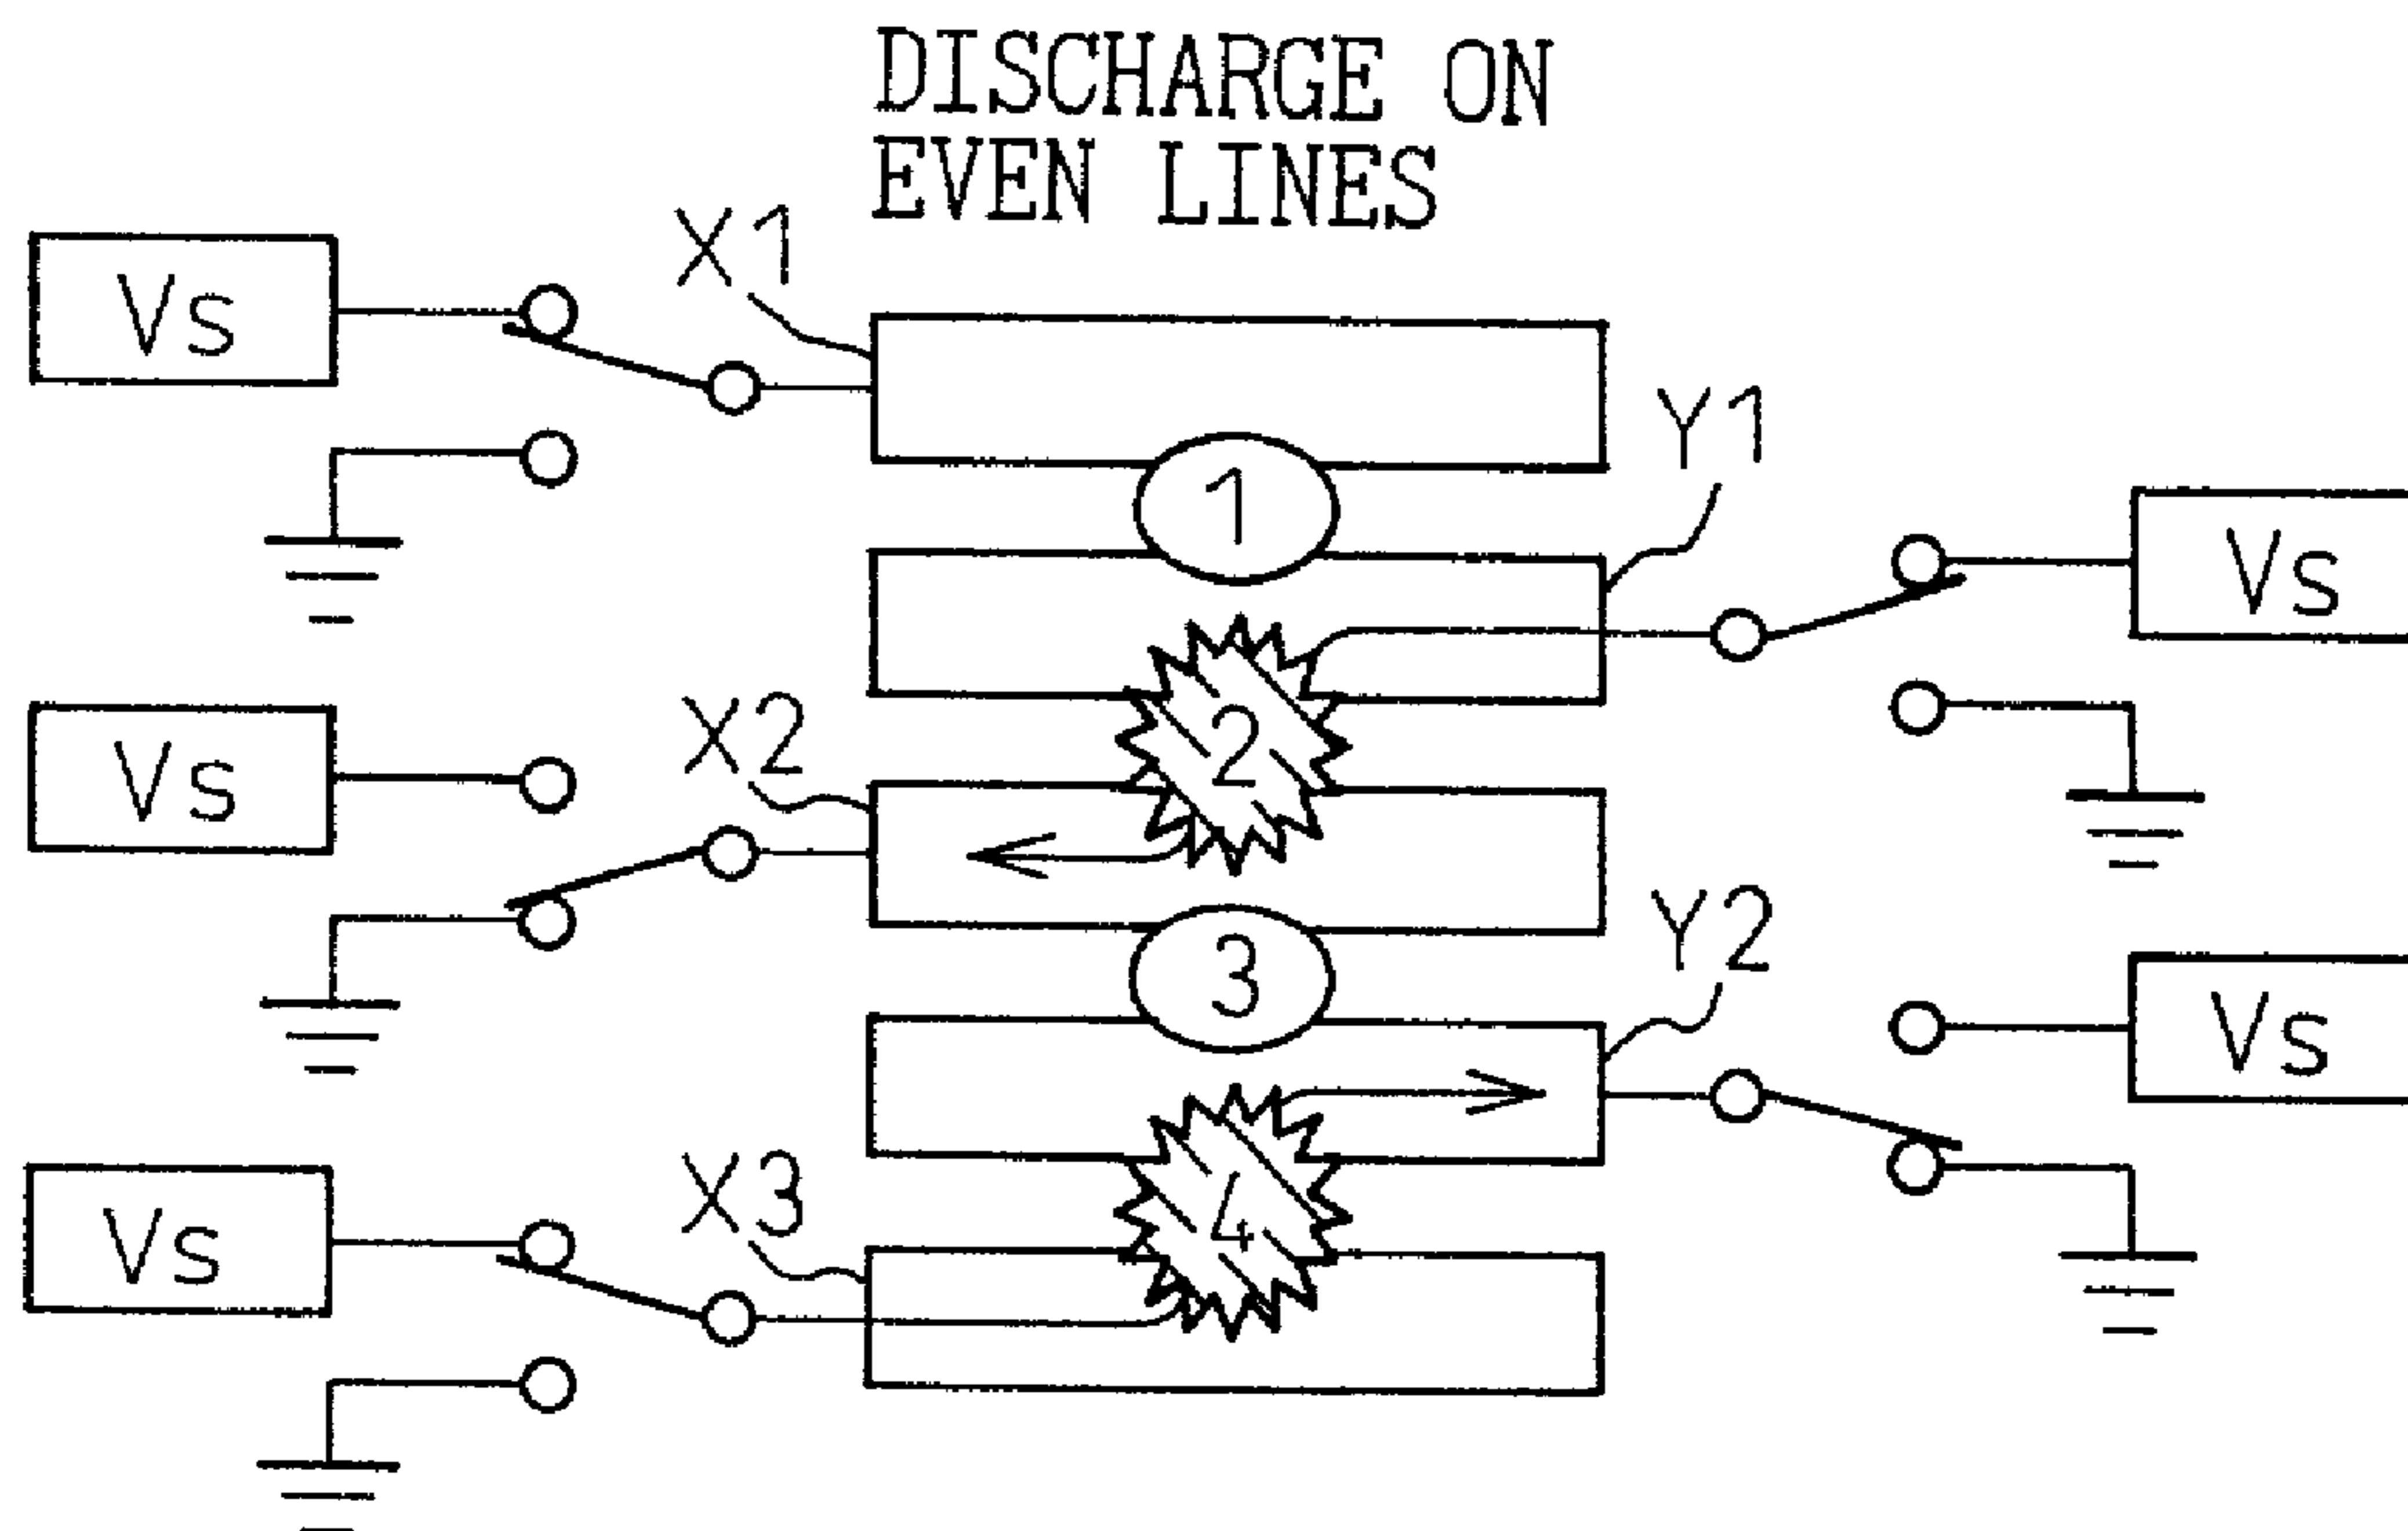 DISCHARGE ON
EVEN LINES
X1
Vs
Y1
1
Vs
X2
2
Vs
Y2
3
Vs
X3
4
Vs